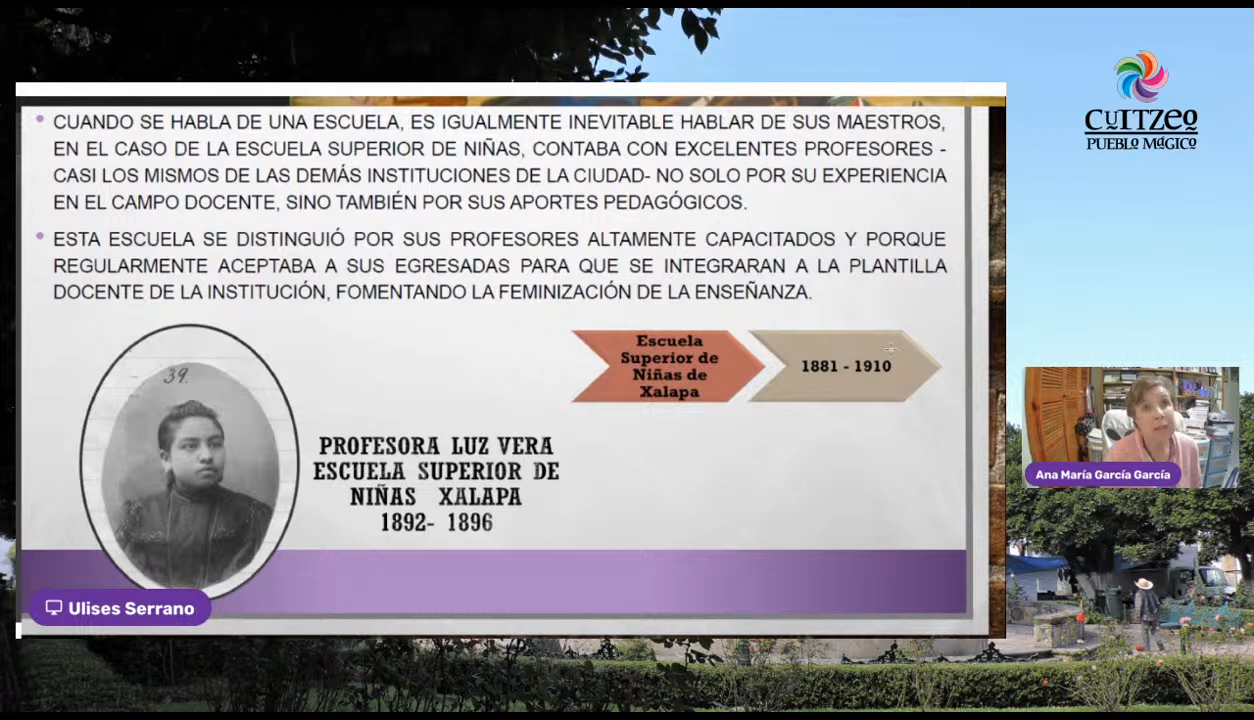 CUANDO SE HABLA DE UNA ESCUELA, ES IGUALMENTE INEVITABLE HABLAR DE SUS MAESTROS,
EN EL CASO DE LA ESCUELA SUPERIOR DE NIÑAS, CONTABA CON EXCELENTES PROFESORES -
CASI LOS MISMOS DE LAS DEMÁS INSTITUCIONES DE LA CIUDAD- NO SOLO POR SU EXPERIENCIA
EN EL CAMPO DOCENTE, SINO TAMBIÉN POR SUS APORTES PEDAGÓGICOS.
ESTA ESCUELA SE DISTINGUIÓ POR SUS PROFESORES ALTAMENTE CAPACITADOS Y PORQUE
REGULARMENTE ACEPTABA A SUS EGRESADAS PARA QUE SE INTEGRARAN A LA PLANTILLA
DOCENTE DE LA INSTITUCIÓN, FOMENTANDO LA FEMINIZACIÓN DE LA ENSEÑANZA.
Escuela
Superior de
Niñas de
Xalapa
1881 - 1910
39.
PROFESORA LUZ VERA
ESCUELA SUPERIOR DE
NIÑAS XALAPA
1892- 1896
Ulises Serrano
CUITZEO
PUEBLO MÁGICO
Ana María García García